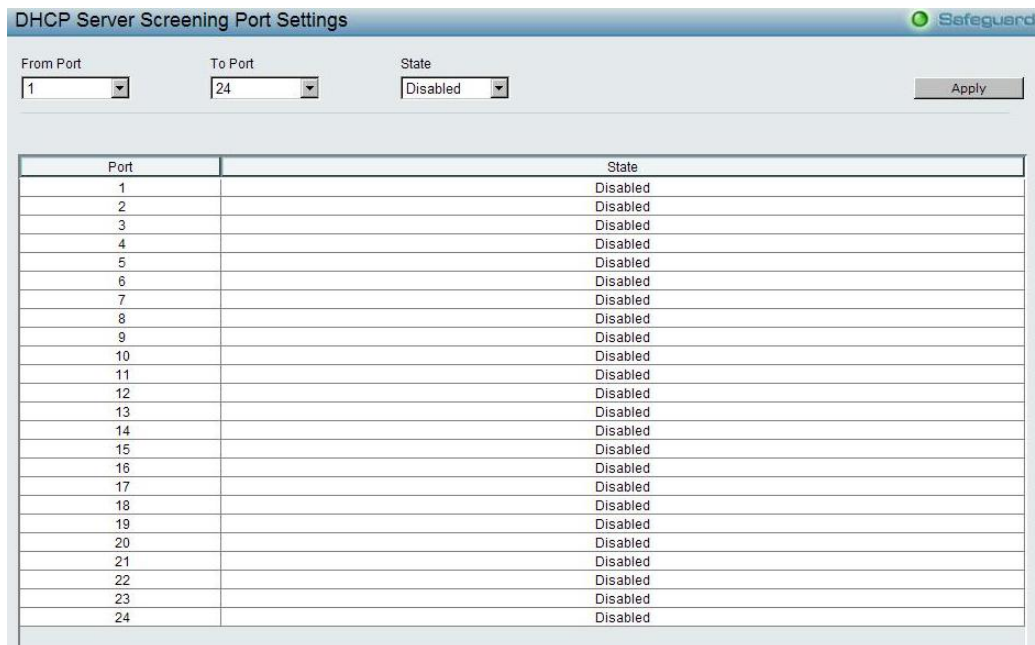 DHCP Server Screening Port Settings
Safeguard
From Port To Port State
1 24 Disabled Apply
Port State
1 Disabled
2 Disabled
3 Disabled
4 Disabled
5 Disabled
6 Disabled
7 Disabled
8 Disabled
9 Disabled
10 Disabled
11 Disabled
12 Disabled
13 Disabled
14 Disabled
15 Disabled
16 Disabled
17 Disabled
18 Disabled
19 Disabled
20 Disabled
21 Disabled
22 Disabled
23 Disabled
24 Disabled